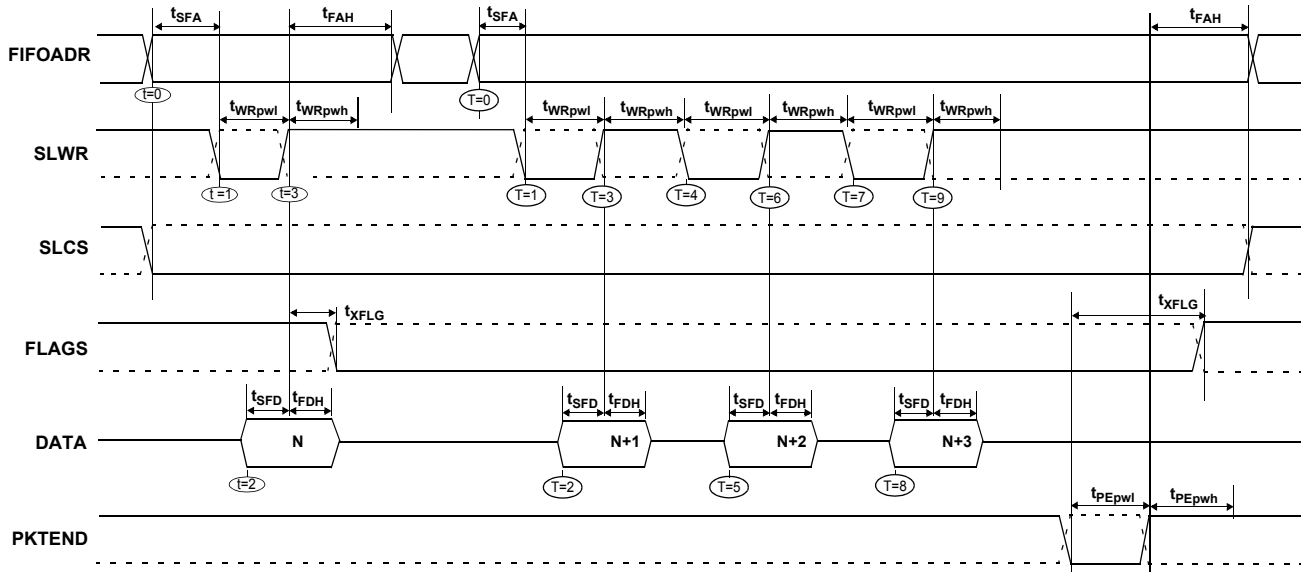 tSFA tFAH tSFA tFAH
FIFOADR
t=0 T=0
tWRpwl tWRpwh tWRpwl tWRpwh tWRpwl tWRpwh tWRpwl tWRpwh
SLWR
t =1 t=3 T=1 T=3 T=4 T=6 T=7 T=9
SLCS
tXFLG tXFLG
FLAGS
tSFD tFDH tSFD tFDH tSFD tFDH tSFD tFDH
DATA N N+1 N+2 N+3
t=2 T=2 T=5 T=8
tPEpwl tPEpwh
PKTEND